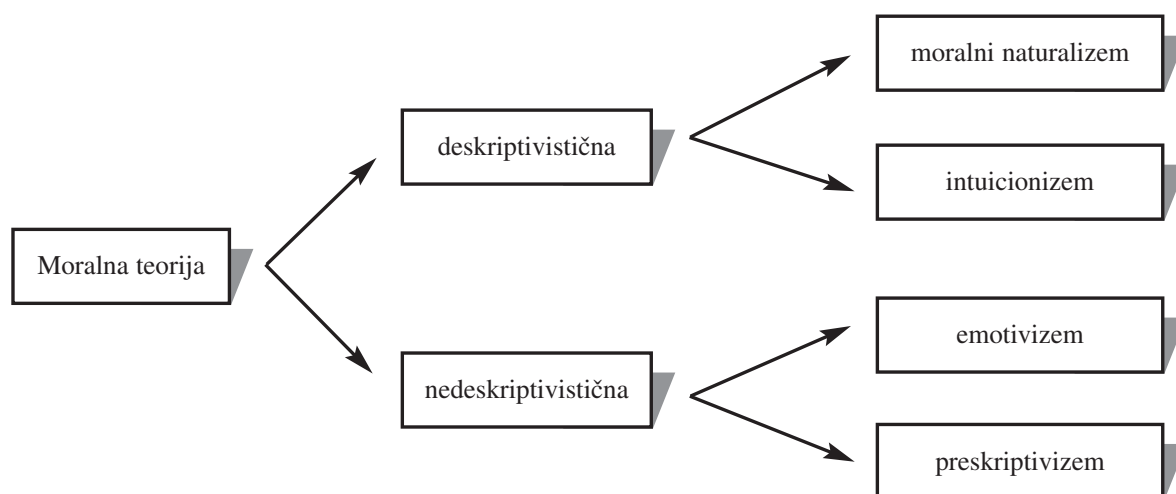 moralni naturalizem
deskriptivistična
intuicionizem
Moralna teorija
emotivizem
nedeskriptivistična
preskriptivizem